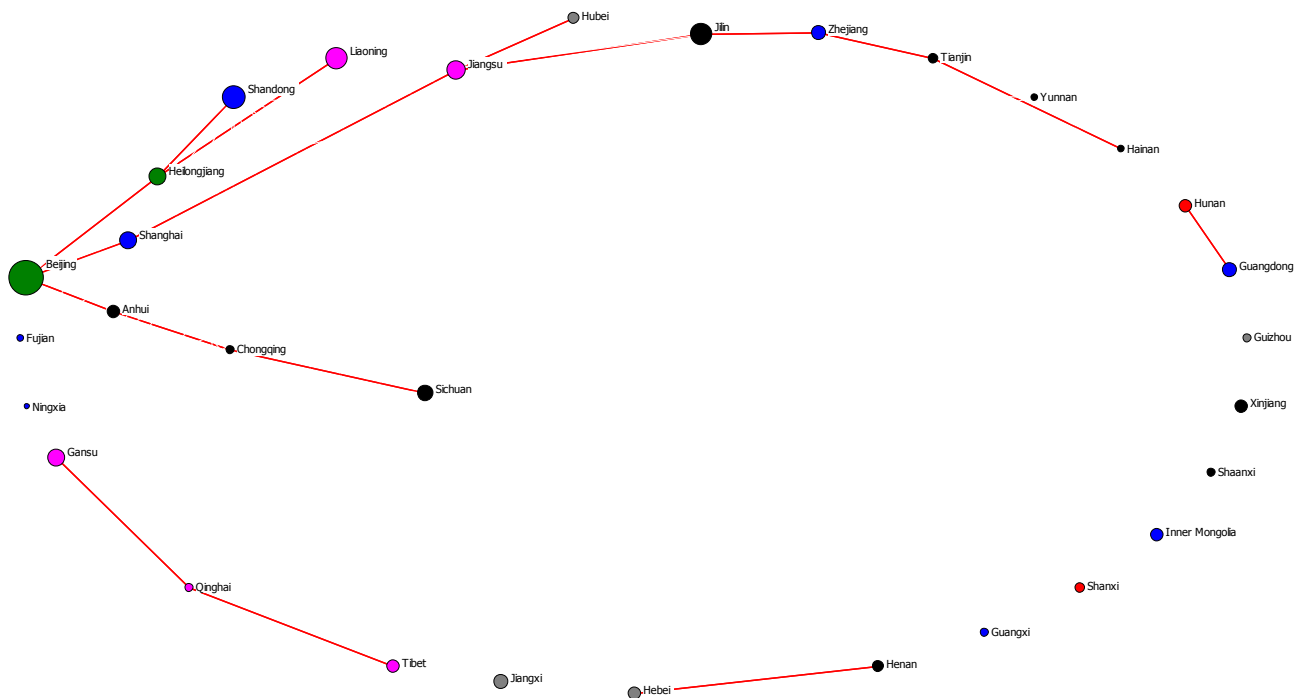 Hubei
Jilin
Zhejiang
Liaoning
Jiangsu
Tianjin
Shandong
Yunnan
Hainan
Heilongjiang
Hunan
Shanghai
Beijing
Guangdong
Anhui
Fujian
Guizhou
Chongqing
Sichuan
Ningxia
Xinjiang
Gansu
Shaanxi
Inner Mongolia
Qinghai
Shanxi
Guangxi
Tibet
Henan
Jiangxi
Hebei